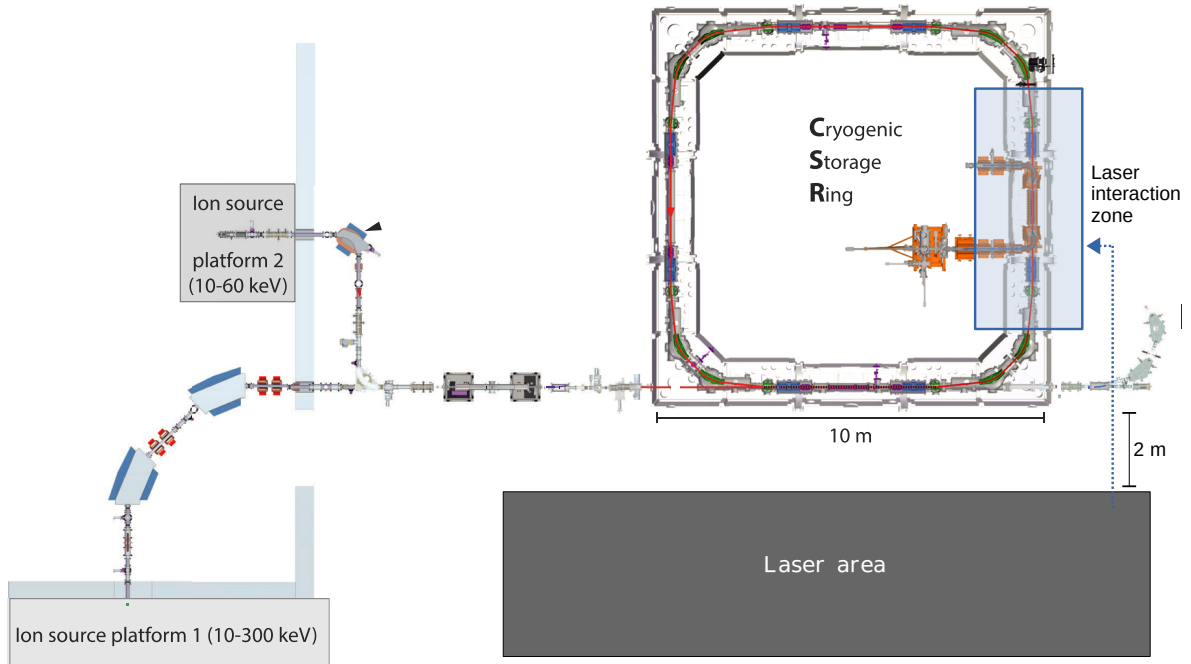 Cryogenic
Storage
Ring
Laser
interaction
zone
Ion source
platform 2
(10-60 keV)
10 m
2 m
Laser area
Ion source platform 1 (10-300 keV)